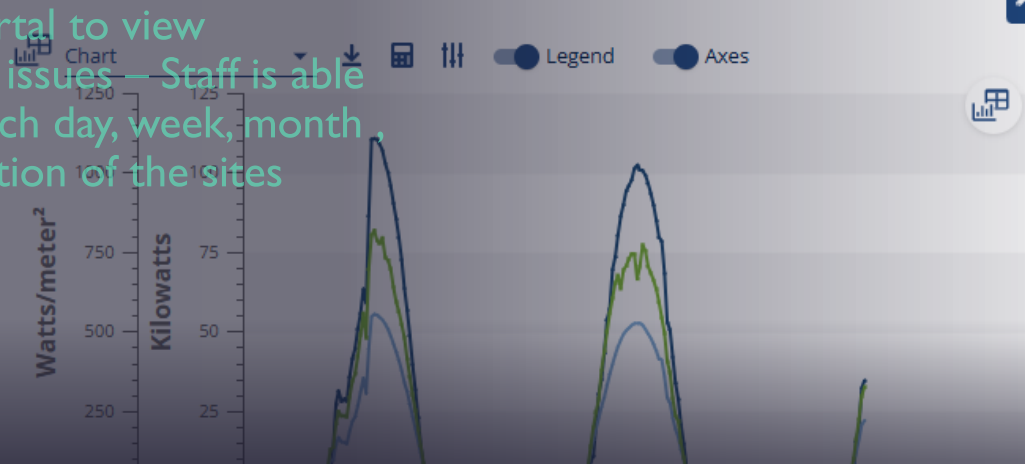 rtal to view
Chart
Legend
Axes
issues – Staff is able
1250
125
ch day, week, month ,
1000
100
tion of the sites
Watts/meter²
Kilowatts
750
75
500
50
250
25